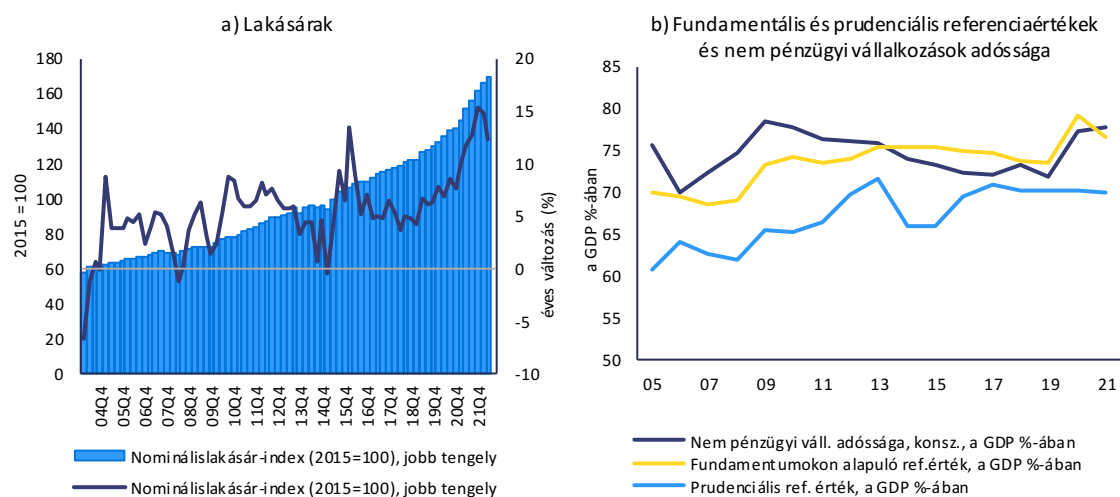 a) Lakásárak
180
160
140
120
100
80
60
40
20
0
2015 =100
20
15
10
5
0
-5
-10
éves változás (%)
04Q4
05Q4
06Q4
07Q4
08Q4
09Q4
10Q4
11Q4
12Q4
13Q4
14Q4
15Q4
16Q4
17Q4
18Q4
19Q4
20Q4
21Q4
Nominálislakásár-index (2015=100), jobb tengely
Nominálislakásár-index (2015=100), jobb tengely
b) Fundamentális és prudenciális referenciaértékek
és nem pénzügyi vállalkozások adóssága
85
80
75
70
65
60
55
50
a GDP %-ában
05 07 09 11 13 15 17 19 21
Nem pénzügyi váll. adóssága, konsz., a GDP %-ában
Fundamentumokon alapuló ref.érték, a GDP %-ában
Prudenciális ref. érték, a GDP %-ában